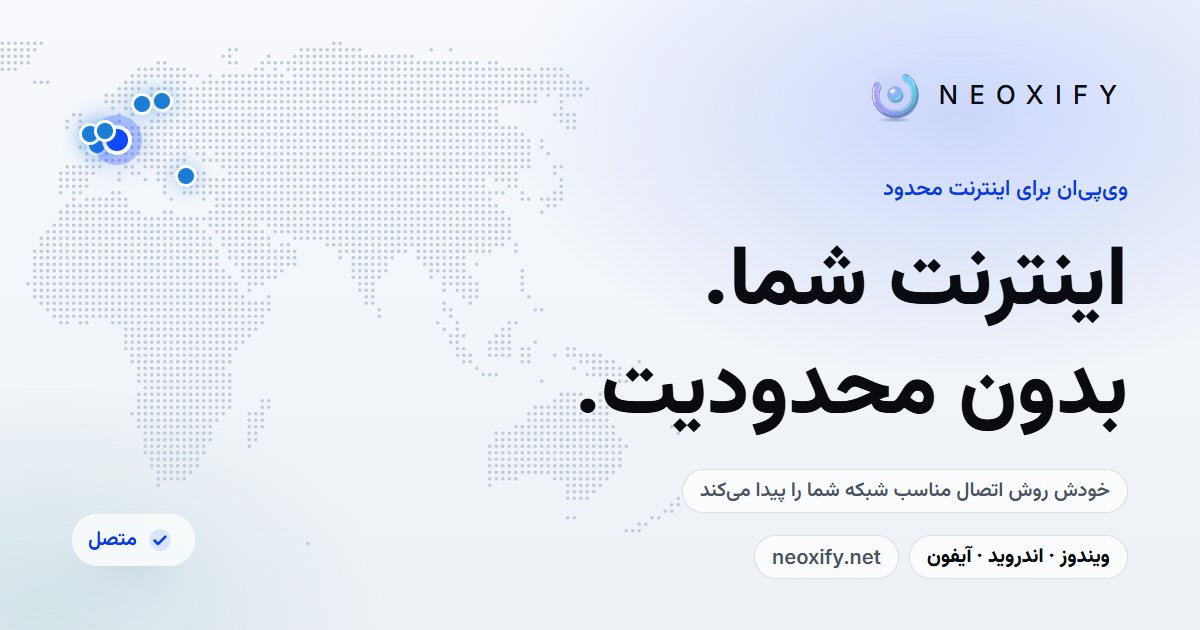 NEOXIFY
وی‌پی‌ان برای اینترنت محدود
اینترنت شما.
بدون محدودیت.
خودش روش اتصال مناسب شبکه شما را پیدا می‌کند
ویندوز · اندروید · آیفون
neoxify.net
متصل